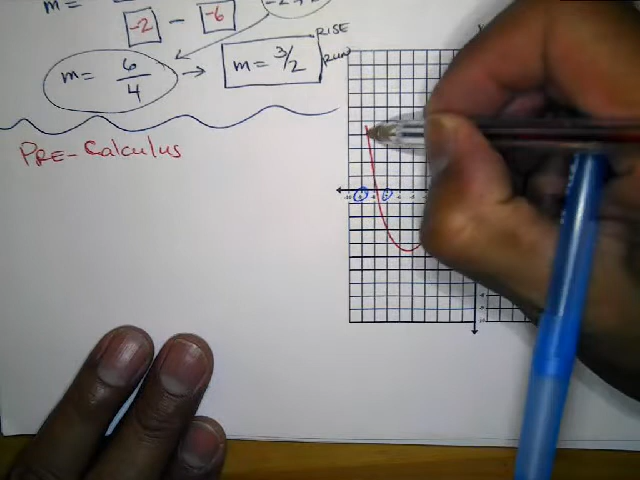 m =
-2 - -6
m = 6/4 → m = 3/2 RISE
RUN
PRE-Calculus